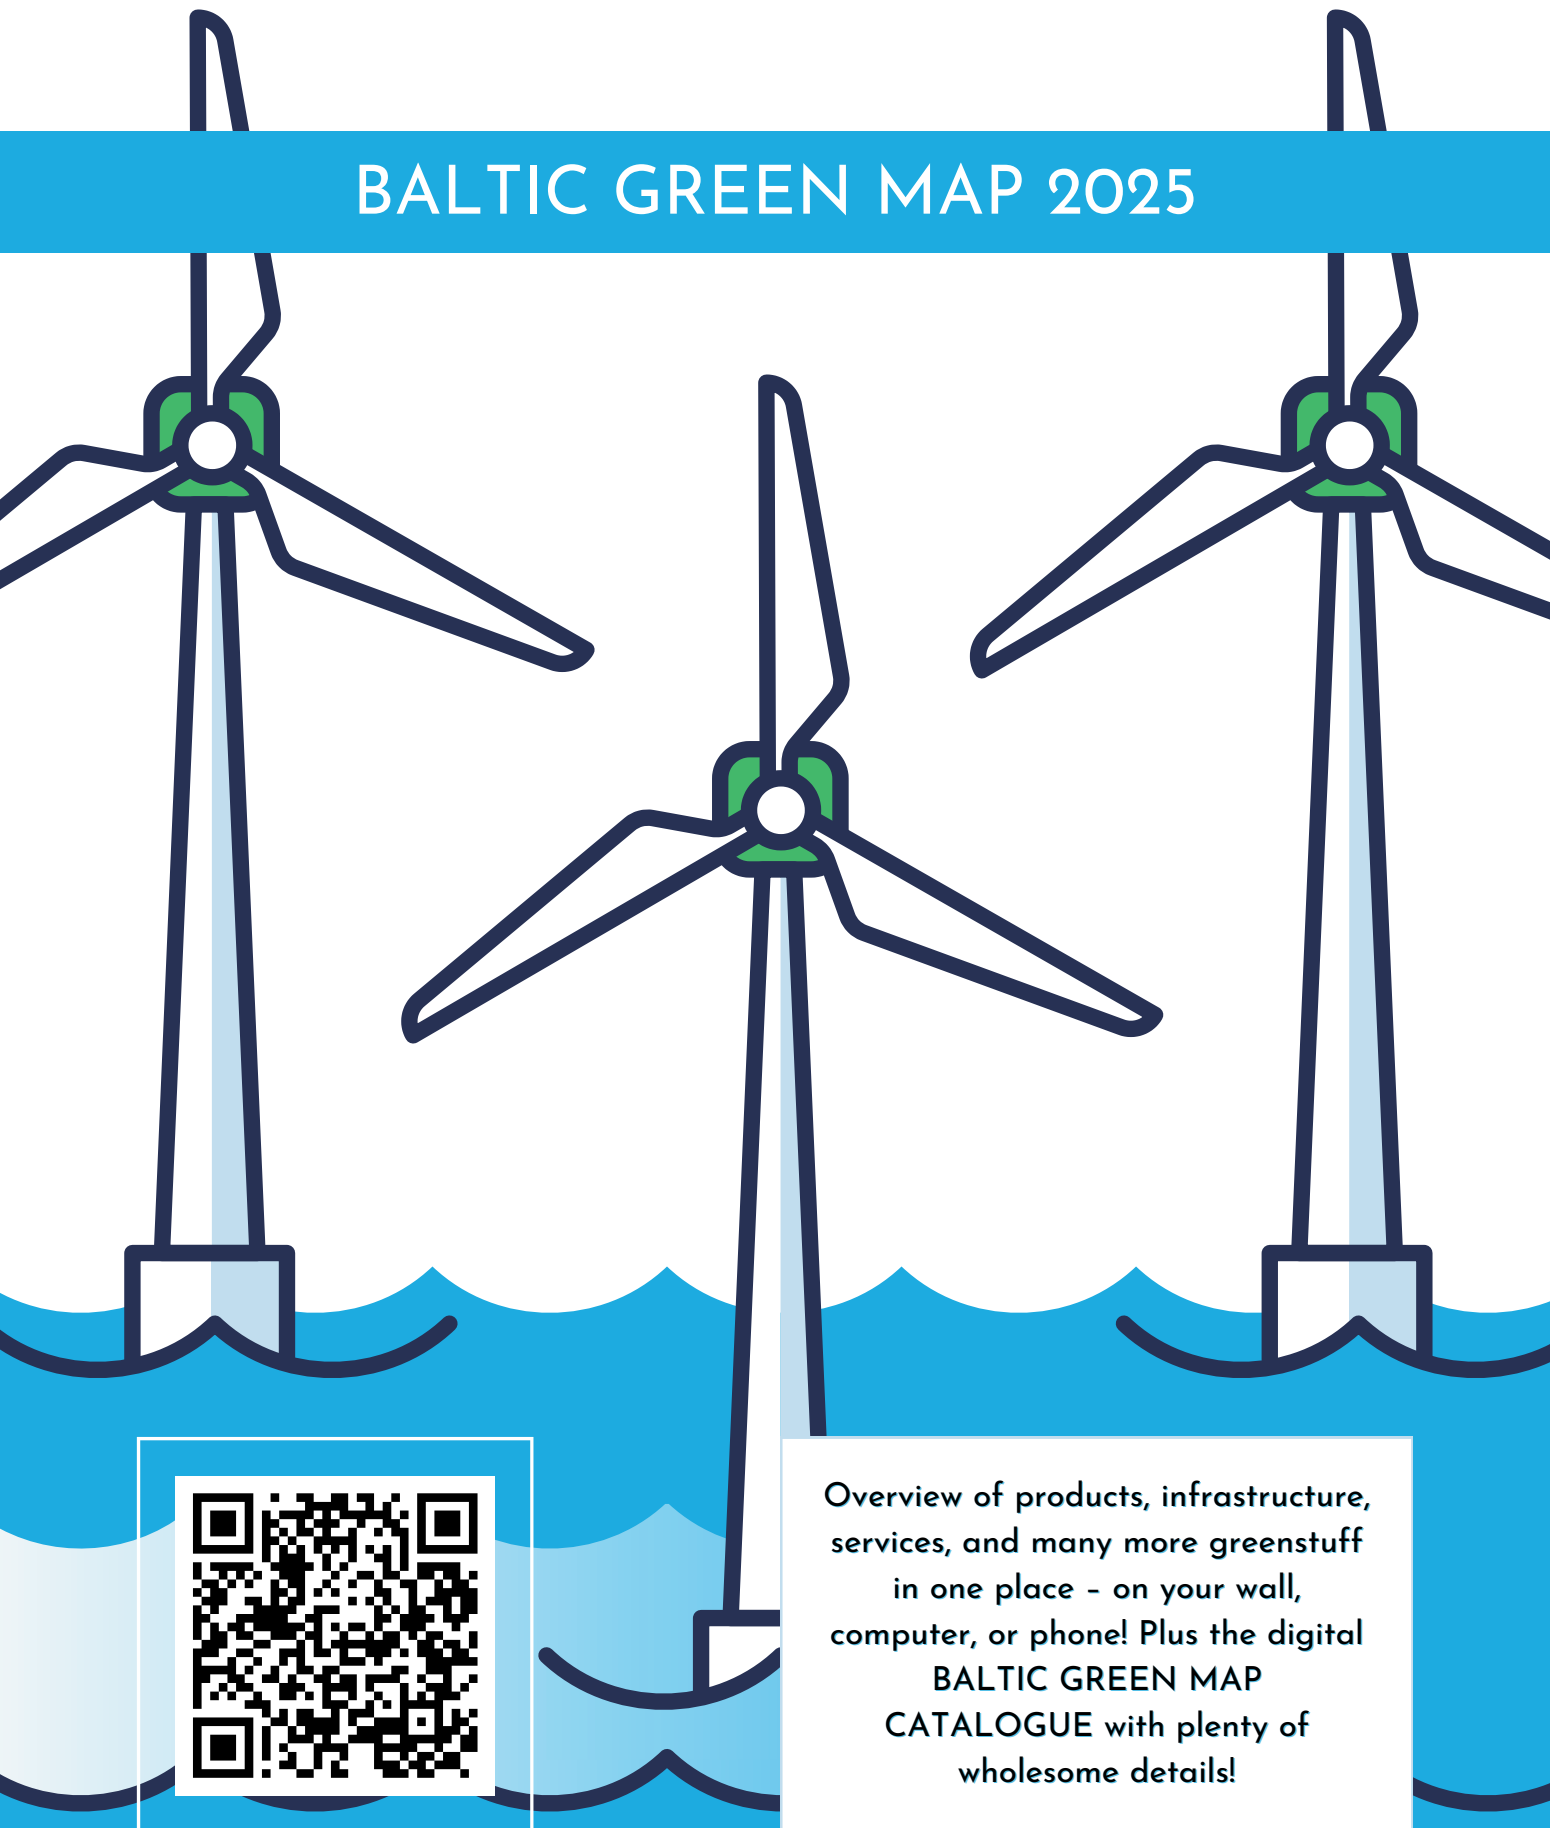 BALTIC GREEN MAP 2025
Overview of products, infrastructure,
services, and many more greenstuff
in one place – on your wall,
computer, or phone! Plus the digital
BALTIC GREEN MAP
CATALOGUE with plenty of
wholesome details!